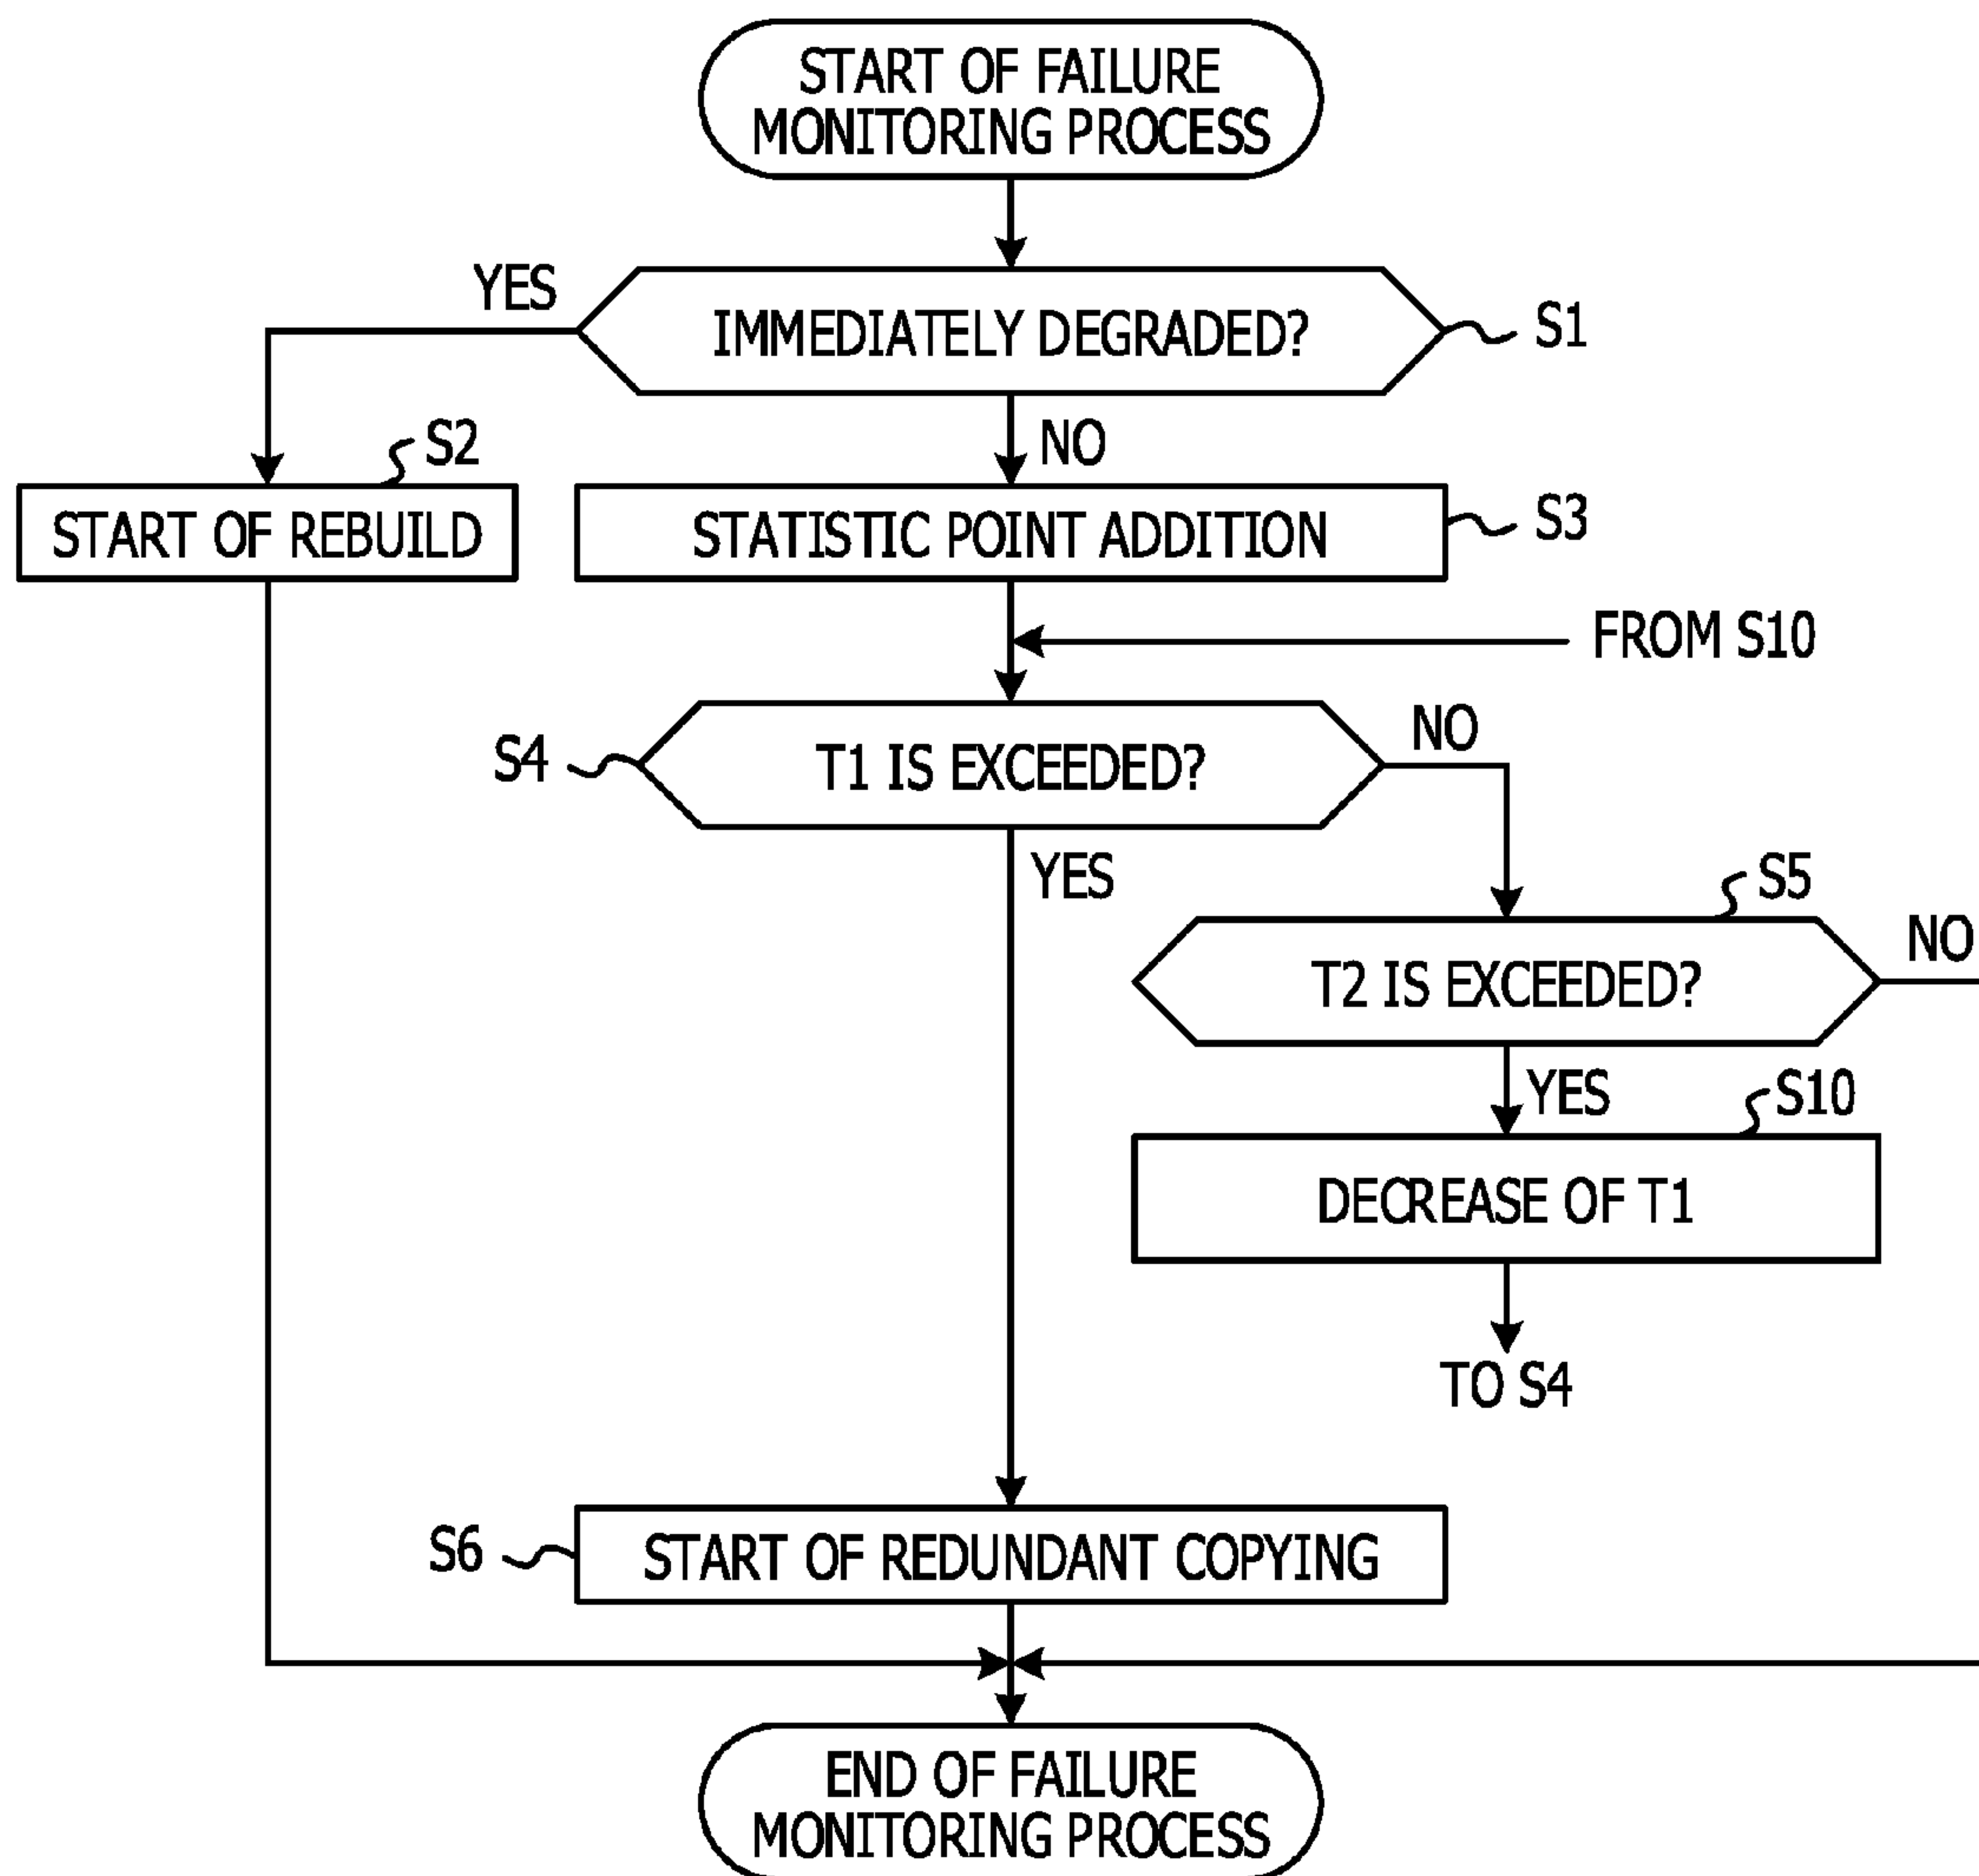 START OF FAILURE
MONITORING PROCESS
YES
IMMEDIATELY DEGRADED?
S1
S2
NO
START OF REBUILD
STATISTIC POINT ADDITION
S3
FROM S10
S4
T1 IS EXCEEDED?
NO
YES
S5
T2 IS EXCEEDED?
NO
YES
S10
DECREASE OF T1
TO S4
S6
START OF REDUNDANT COPYING
END OF FAILURE
MONITORING PROCESS